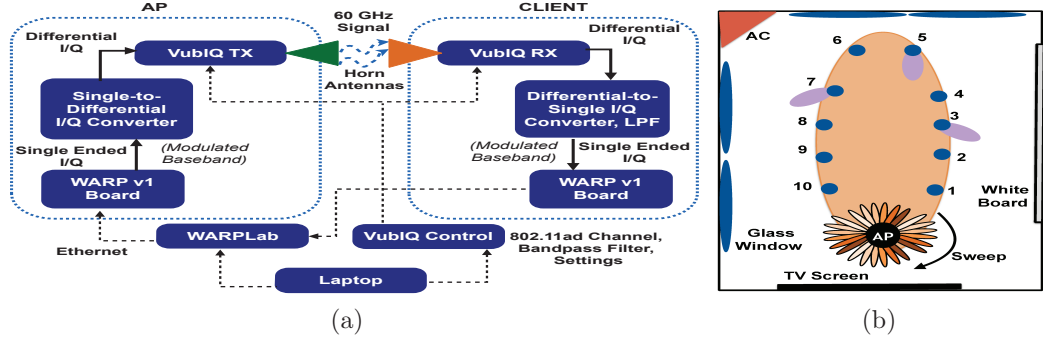 AP
CLIENT
60 GHz
Signal
Differential
I/Q
VubIQ TX
Horn
Antennas
VubIQ RX
Differential
I/Q
Single-to-
Differential
I/Q Converter
Differential-to-
Single I/Q
Converter, LPF
Single Ended
I/Q
(Modulated
Baseband)
(Modulated
Baseband)
Single Ended
I/Q
WARP v1
Board
WARP v1
Board
Ethernet
WARPLab
VubIQ Control
802.11ad Channel,
Bandpass Filter,
Settings
Laptop
(a)
AC
6
5
7
4
8
3
9
2
10
1
White
Board
Glass
Window
AP
Sweep
TV Screen
(b)